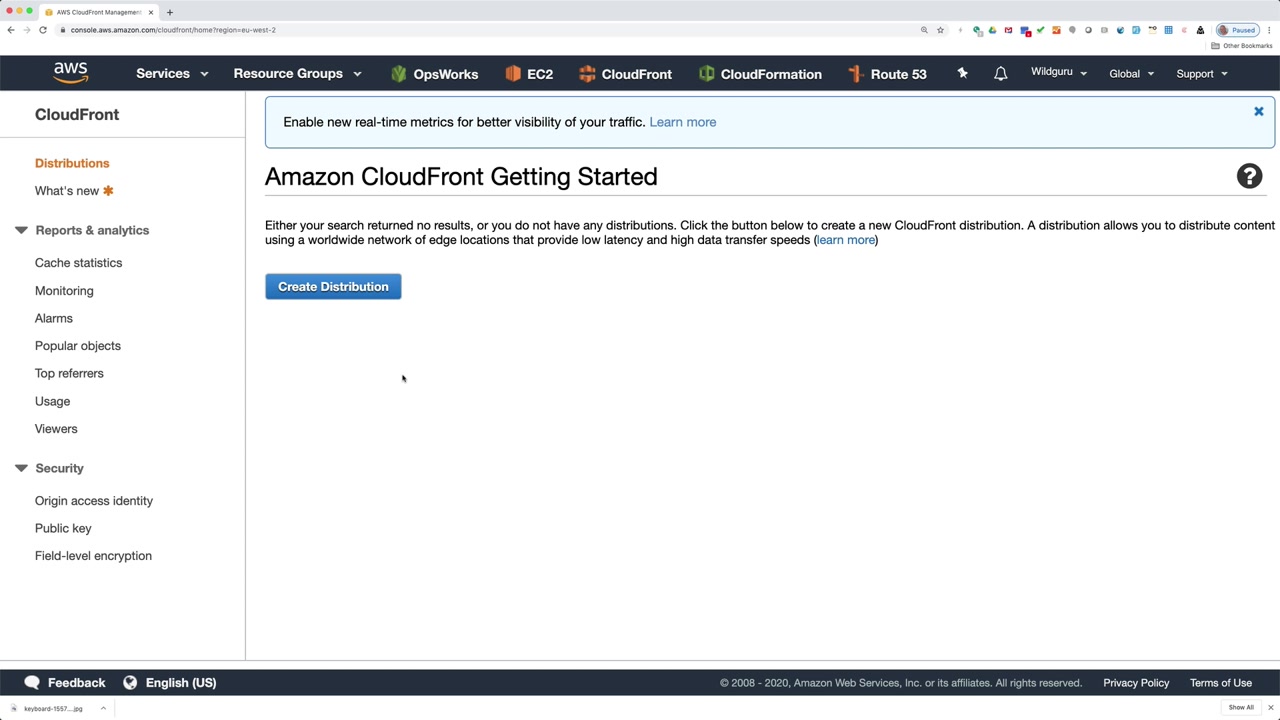 AWS CloudFront Management
console.aws.amazon.com/cloudfront/home?region=eu-west-2
Paused
Other Bookmarks
aws
Services
Resource Groups
OpsWorks
EC2
CloudFront
CloudFormation
Route 53
Wildguru
Global
Support
CloudFront
Distributions
What's new
Reports & analytics
Cache statistics
Monitoring
Alarms
Popular objects
Top referrers
Usage
Viewers
Security
Origin access identity
Public key
Field-level encryption
Enable new real-time metrics for better visibility of your traffic. Learn more
Amazon CloudFront Getting Started
Either your search returned no results, or you do not have any distributions. Click the button below to create a new CloudFront distribution. A distribution allows you to distribute content
using a worldwide network of edge locations that provide low latency and high data transfer speeds (learn more)
Create Distribution
Feedback
English (US)
© 2008 - 2020, Amazon Web Services, Inc. or its affiliates. All rights reserved.
Privacy Policy
Terms of Use
keyboard-1557....jpg
Show All